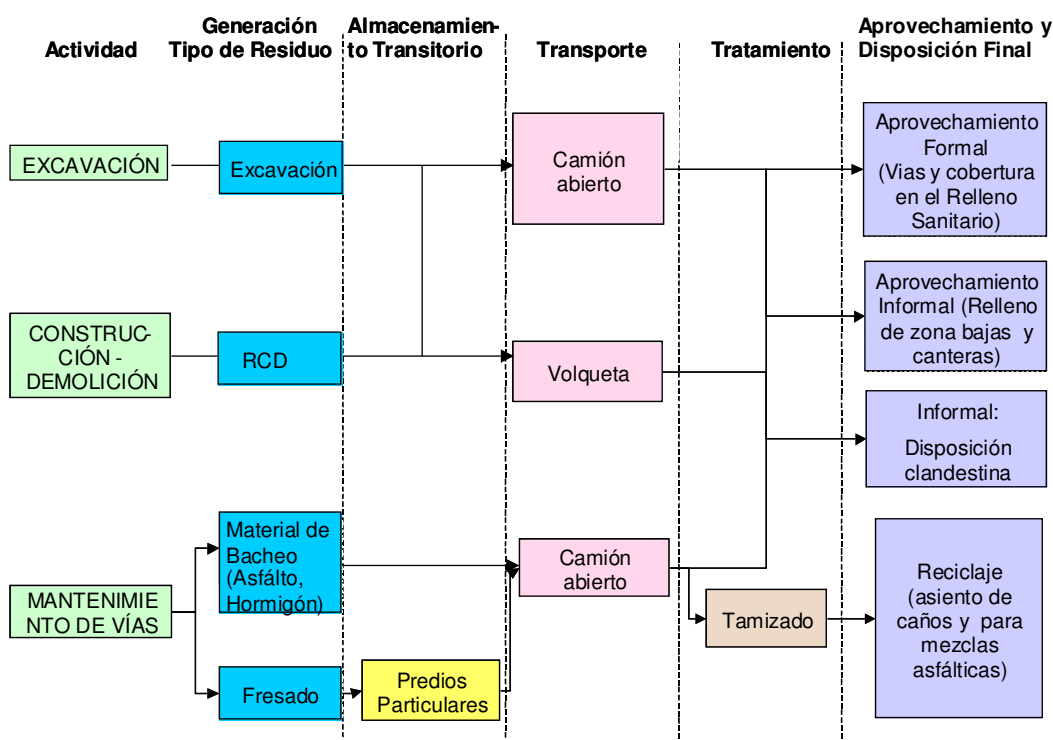 Actividad
Generación
Tipo de Residuo
Almacenamien-
to Transitorio
Transporte
Tratamiento
Aprovechamiento y
Disposición Final
EXCAVACIÓN
Excavación
Camión
abierto
Aprovechamiento
Formal
(Vias y cobertura
en el Relleno
Sanitario)
Aprovechamiento
Informal (Relleno
de zona bajas y
canteras)
CONSTRUC-
CIÓN -
DEMOLICIÓN
RCD
Volqueta
Informal:
Disposición
clandestina
MANTENIMIE
NTO DE VÍAS
Material de
Bacheo
(Asfálto,
Hormigón)
Camión
abierto
Tamizado
Reciclaje
(asiento de
caños y para
mezclas
asfálticas)
Fresado
Predios
Particulares